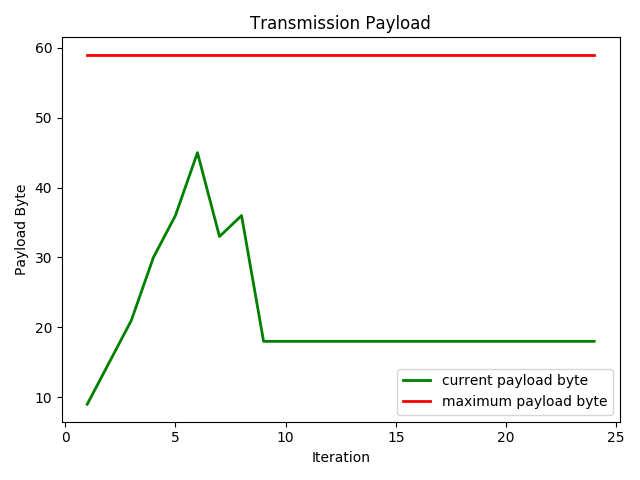 Transmission Payload
60
50
40
30
20
10
Payload Byte
current payload byte
maximum payload byte
0 5 10 15 20 25
Iteration